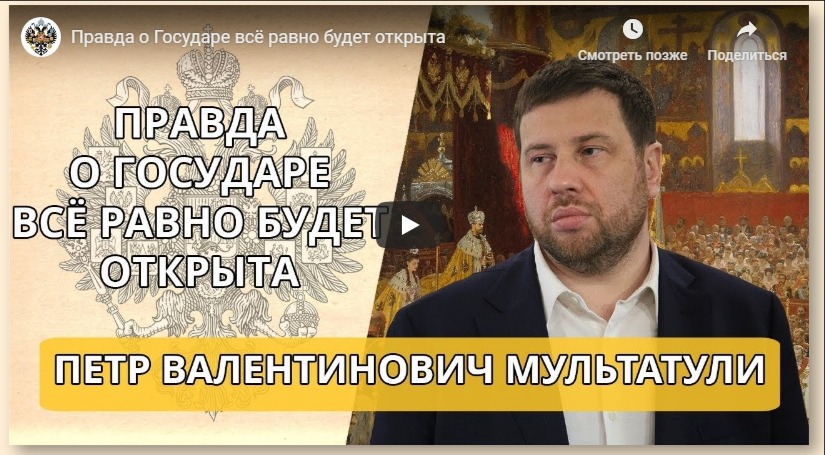 Правда о Государе всё равно будет открыта
Смотреть позже
Поделиться
ПРАВДА
О ГОСУДАРЕ
ВСЁ РАВНО БУДЕТ
ОТКРЫТА
ПЕТР ВАЛЕНТИНОВИЧ МУЛЬТАТУЛИ